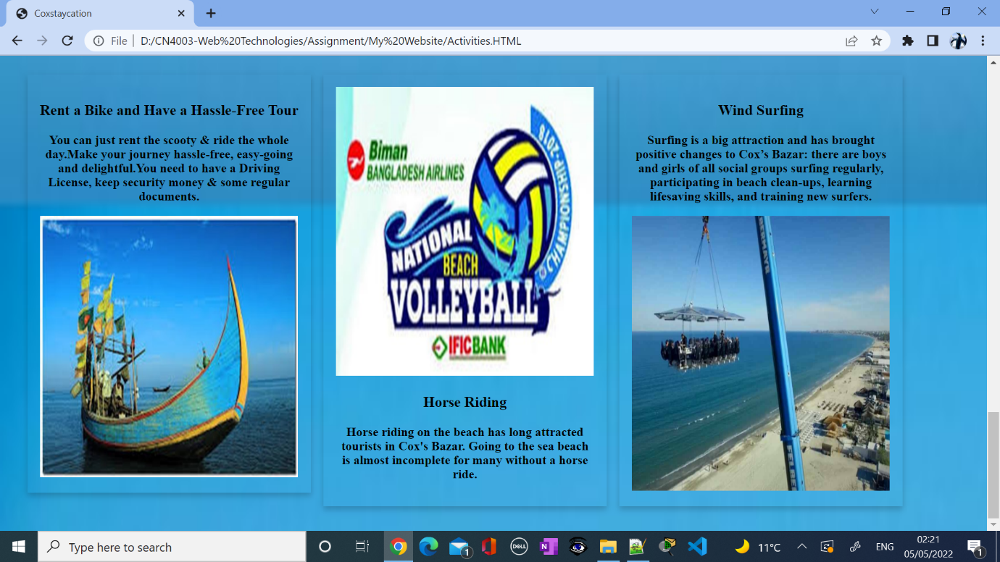 Coxstaycation
File
D:/CN4003-Web%20Technologies/Assignment/My%20Website/Activities.HTML
Rent a Bike and Have a Hassle-Free Tour
You can just rent the scooty & ride the whole
day.Make your journey hassle-free, easy-going
and delightful.You need to have a Driving
License, keep security money & some regular
documents.
Biman
BANGLADESH AIRLINES
NATIONAL
BEACH
VOLLEYBALL
CHAMPIONSHIP-2018
IFIC BANK
Horse Riding
Horse riding on the beach has long attracted
tourists in Cox's Bazar. Going to the sea beach
is almost incomplete for many without a horse
ride.
Wind Surfing
Surfing is a big attraction and has brought
positive changes to Cox’s Bazar: there are boys
and girls of all social groups surfing regularly,
participating in beach clean-ups, learning
lifesaving skills, and training new surfers.
Type here to search
1
DELL
N
11°C
ENG
02:21
05/05/2022
1